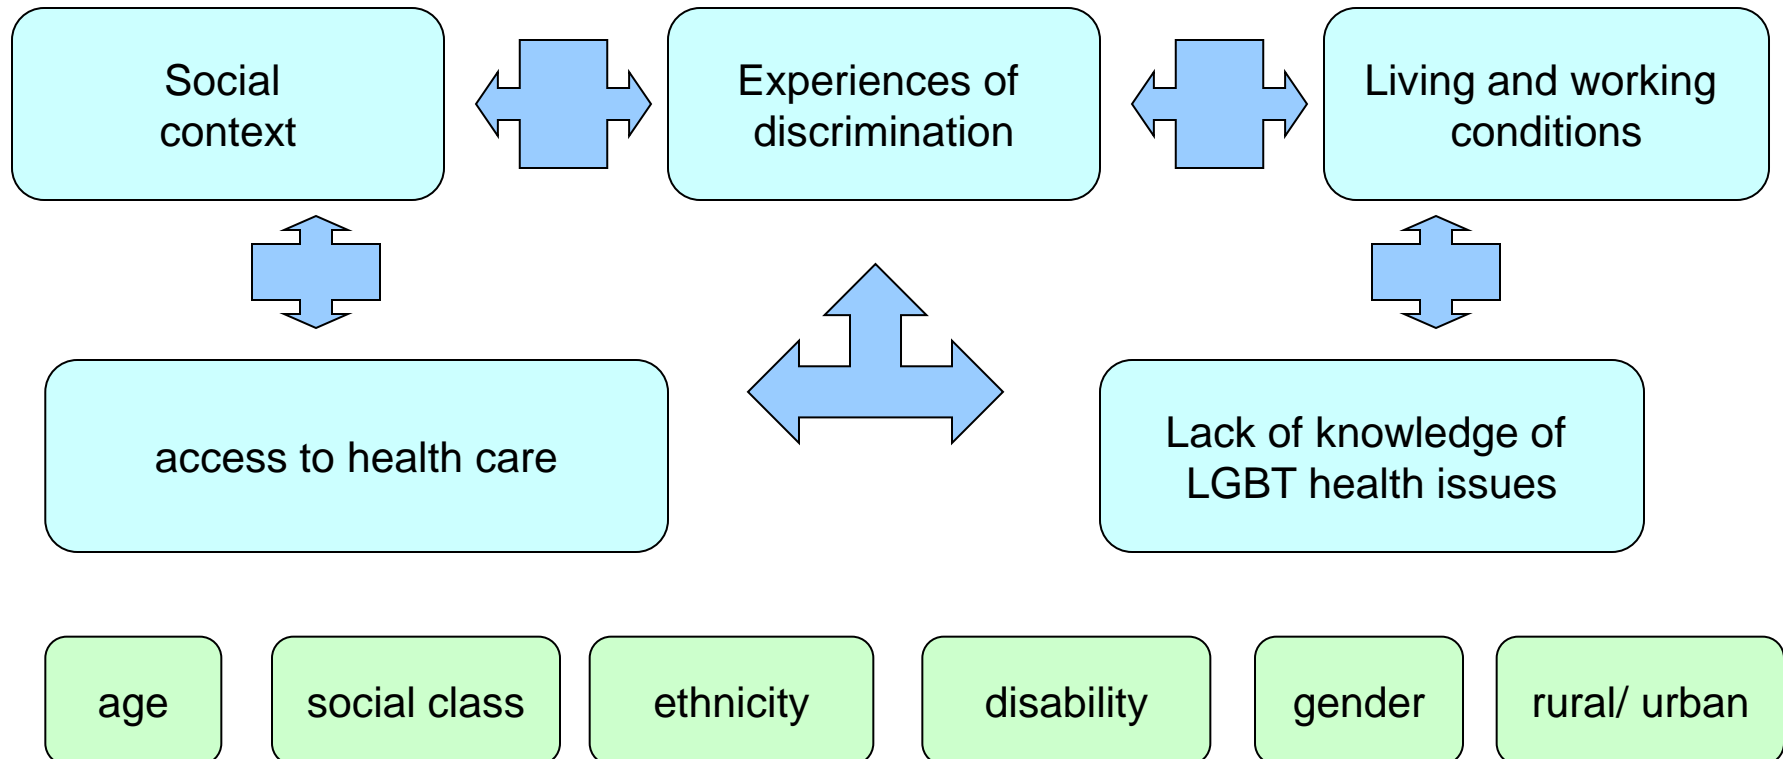 Social
context
Experiences of
discrimination
Living and working
conditions
access to health care
Lack of knowledge of
LGBT health issues
age
social class
ethnicity
disability
gender
rural/ urban